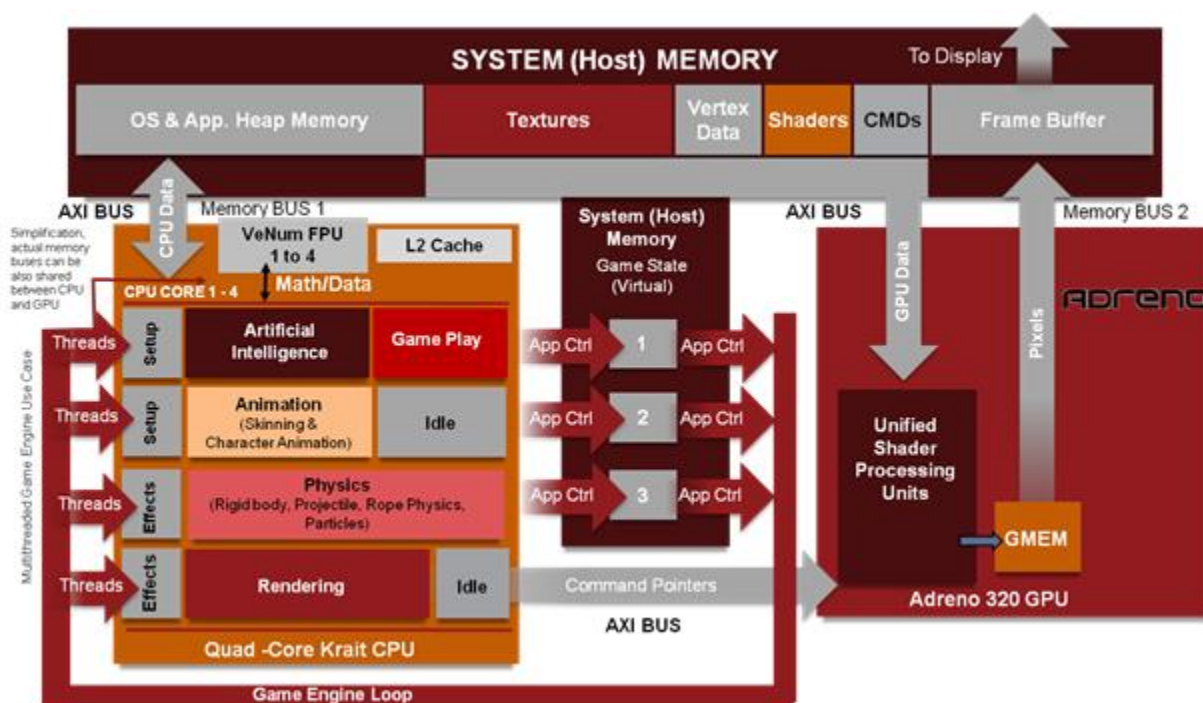 SYSTEM (Host) MEMORY
To Display
OS & App. Heap Memory
Textures
Vertex
Data
Shaders
CMDs
Frame Buffer
AXI BUS
CPU Data
Memory BUS 1
Simplification,
actual memory
buses can be
also shared
between CPU
and GPU
VeNum FPU
1 to 4
L2 Cache
Math/Data
CPU CORE 1 - 4
System (Host)
Memory
Game State
(Virtual)
AXI BUS
GPU Data
Memory BUS 2
Pixels
ADRENO
Multithreaded Game Engine Use Case
Threads
Setup
Artificial
Intelligence
Game Play
App Ctrl
1
App Ctrl
Threads
Setup
Animation
(Skinning &
Character Animation)
Idle
App Ctrl
2
App Ctrl
Threads
Effects
Physics
(Rigid body, Projectile, Rope Physics,
Particles)
App Ctrl
3
App Ctrl
Threads
Effects
Rendering
Idle
Command Pointers
AXI BUS
Unified
Shader
Processing
Units
GMEM
Adreno 320 GPU
Quad -Core Krait CPU
Game Engine Loop